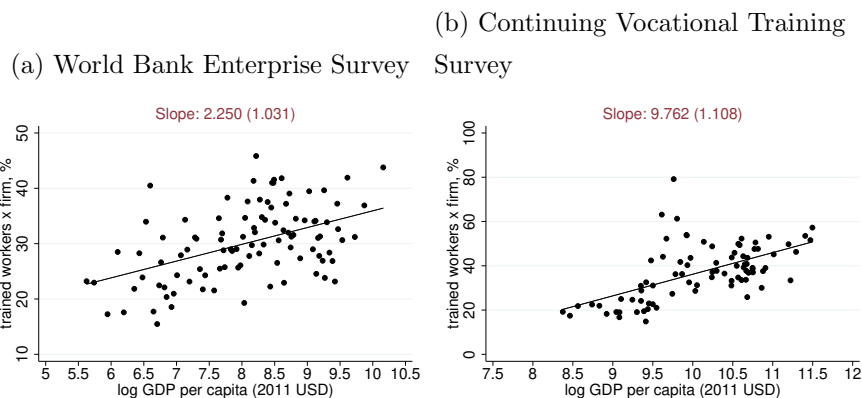 (a) World Bank Enterprise Survey
Slope: 2.250 (1.031)
trained workers x firm, %
50
40
30
20
10
5 5.5 6 6.5 7 7.5 8 8.5 9 9.5 10 10.5
log GDP per capita (2011 USD)
(b) Continuing Vocational Training
Survey
Slope: 9.762 (1.108)
trained workers x firm, %
100
80
60
40
20
0
7.5 8 8.5 9 9.5 10 10.5 11 11.5 12
log GDP per capita (2011 USD)